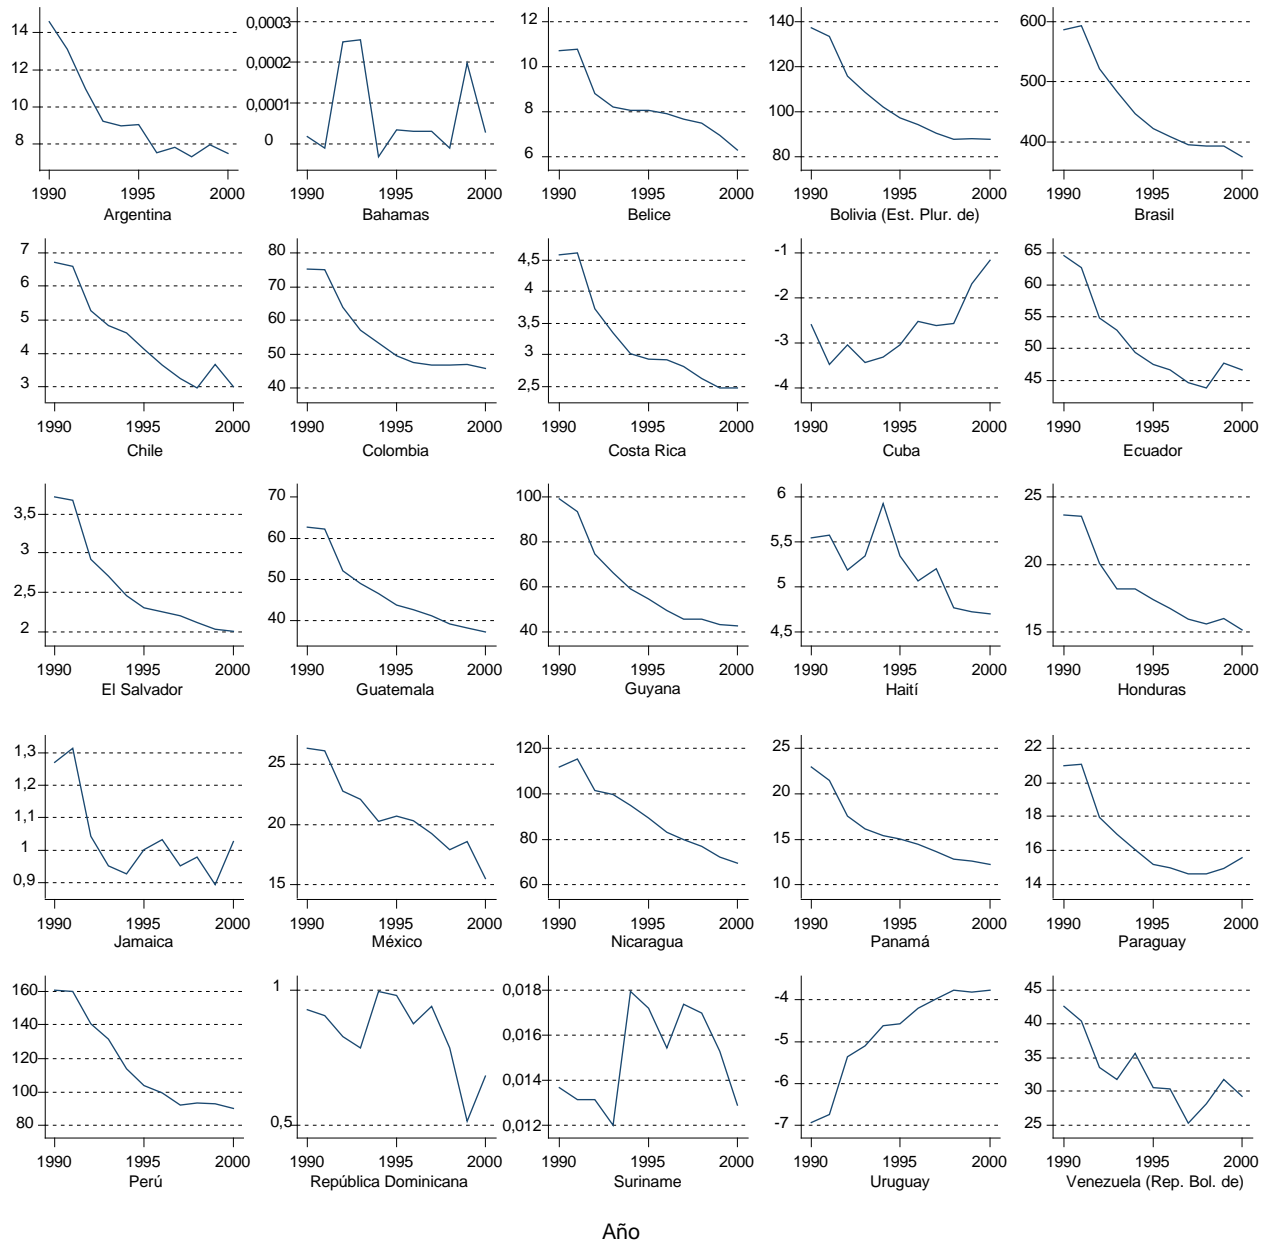 14
12
10
8
1990 1995 2000
Argentina
0,0003
0,0002
0,0001
0
1990 1995 2000
Bahamas
12
10
8
6
1990 1995 2000
Belice
140
120
100
80
1990 1995 2000
Bolivia (Est. Plur. de)
600
500
400
1990 1995 2000
Brasil
7
6
5
4
3
1990 1995 2000
Chile
80
70
60
50
40
1990 1995 2000
Colombia
4,5
4
3,5
3
2,5
1990 1995 2000
Costa Rica
-1
-2
-3
-4
1990 1995 2000
Cuba
65
60
55
50
45
1990 1995 2000
Ecuador
3,5
3
2,5
2
1990 1995 2000
El Salvador
70
60
50
40
1990 1995 2000
Guatemala
100
80
60
40
1990 1995 2000
Guyana
6
5,5
5
4,5
1990 1995 2000
Haití
25
20
15
1990 1995 2000
Honduras
1,3
1,2
1,1
1
0,9
1990 1995 2000
Jamaica
25
20
15
1990 1995 2000
México
120
100
80
60
1990 1995 2000
Nicaragua
25
20
15
10
1990 1995 2000
Panamá
22
20
18
16
14
1990 1995 2000
Paraguay
160
140
120
100
80
1990 1995 2000
Perú
1
0,5
1990 1995 2000
República Dominicana
0,018
0,016
0,014
0,012
1990 1995 2000
Suriname
-4
-5
-6
-7
1990 1995 2000
Uruguay
45
40
35
30
25
1990 1995 2000
Venezuela (Rep. Bol. de)
Año